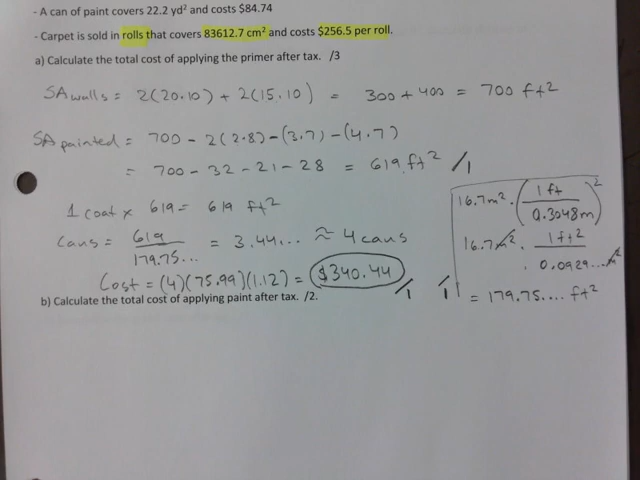 - A can of paint covers 22.2 yd² and costs $84.74
- Carpet is sold in rolls that covers 83612.7 cm² and costs $256.5 per roll.
a) Calculate the total cost of applying the primer after tax. /3
SA walls = 2(20·10) + 2(15·10) = 300 + 400 = 700 ft²
SA painted = 700 - 2(2·8) - (3·7) - (4·7)
= 700 - 32 - 21 - 28 = 619 ft² /1
1 coat × 619 = 619 ft²
Cans = 619/179.75... = 3.44... ≈ 4 cans
Cost = (4)(75.99)(1.12) = $340.44 /1 /1
16.7m² · (1 ft/0.3048m)²
16.7m² · 1 ft²/0.0929...m²
= 179.75.... ft²
b) Calculate the total cost of applying paint after tax. /2.